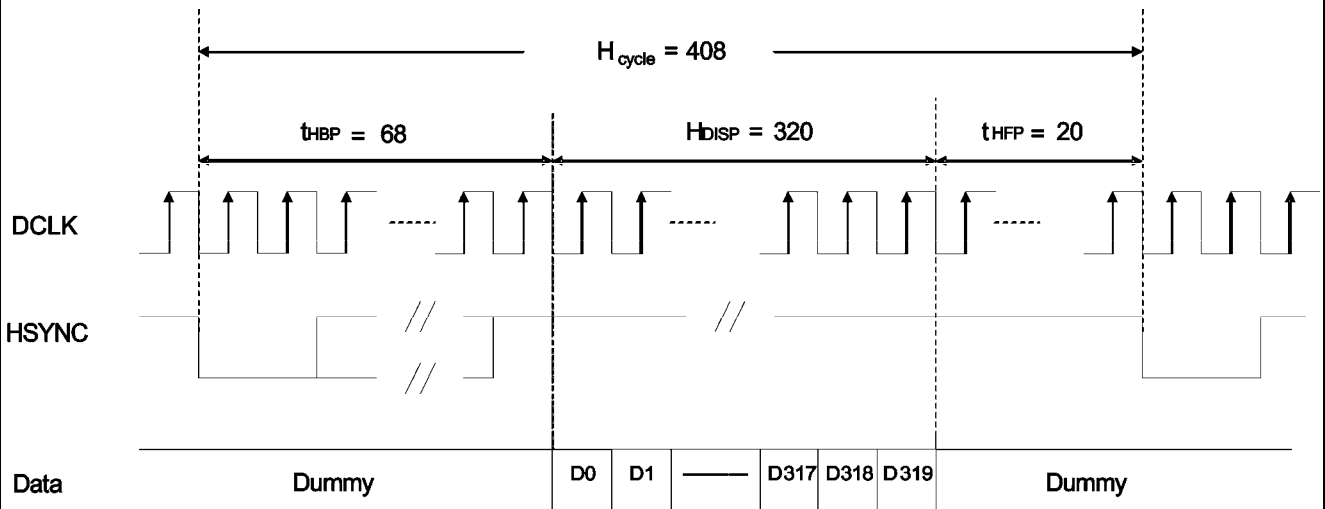 H cycle = 408
tHBP = 68
HDISP = 320
tHFP = 20
DCLK
HSYNC
Data
Dummy
D0
D1
D317
D318
D319
Dummy